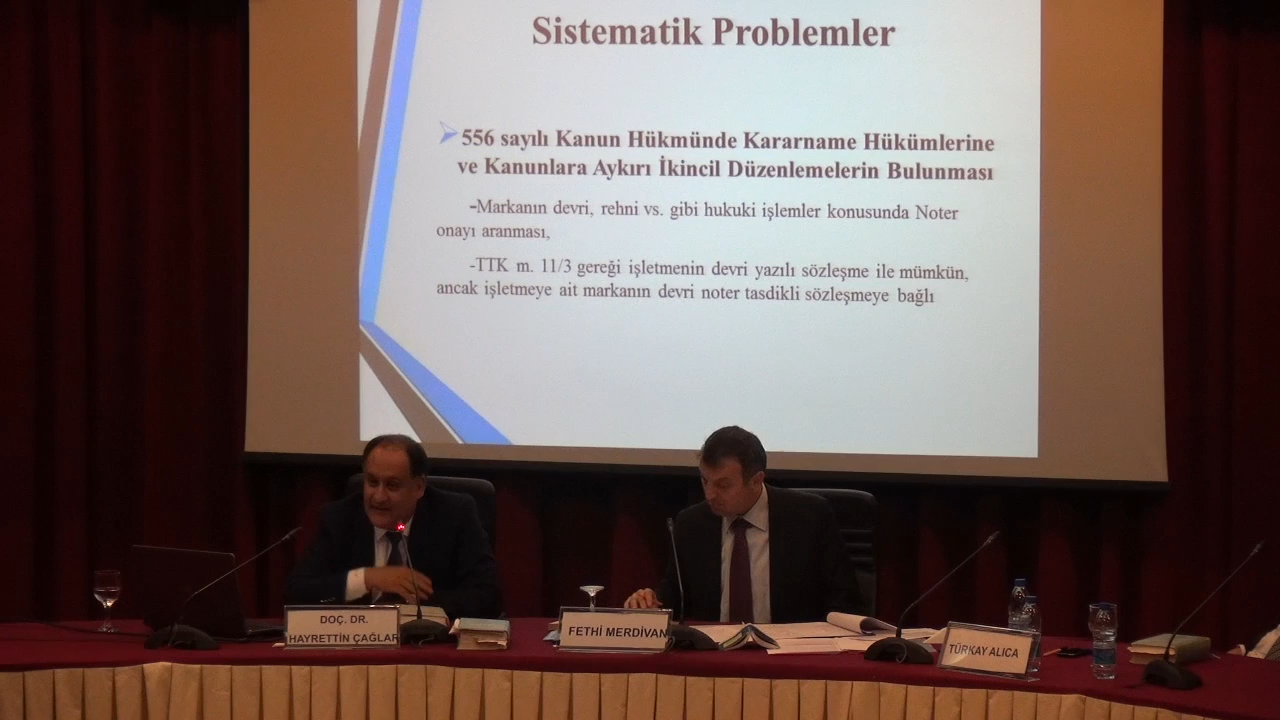 Sistematik Problemler
556 sayılı Kanun Hükmünde Kararname Hükümlerine
ve Kanunlara Aykırı İkincil Düzenlemelerin Bulunması
-Markanın devri, rehni vs. gibi hukuki işlemler konusunda Noter
onayı aranması,
-TTK m. 11/3 gereği işletmenin devri yazılı sözleşme ile mümkün,
ancak işletmeye ait markanın devri noter tasdikli sözleşmeye bağlı
DOÇ. DR.
HAYRETTİN ÇAĞLAR
FETHİ MERDİVAN
TÜRKAY ALICA